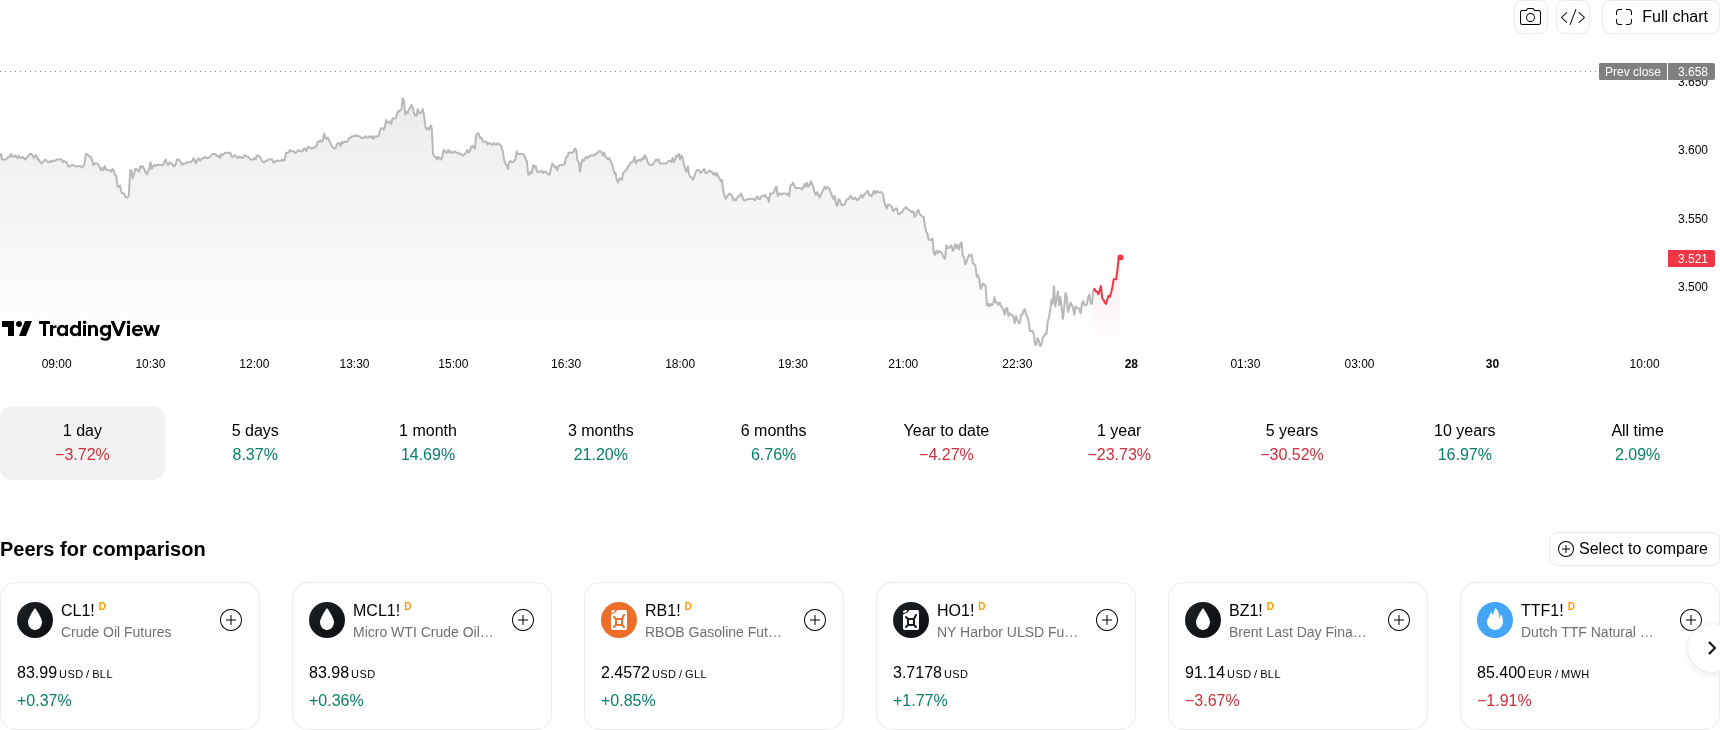 Full chart
Prev close 3.658
3.650
3.600
3.550
3.521
3.500
TradingView
09:00 10:30 12:00 13:30 15:00 16:30 18:00 19:30 21:00 22:30 28 01:30 03:00 30 10:00
1 day 5 days 1 month 3 months 6 months Year to date 1 year 5 years 10 years All time
−3.72% 8.37% 14.69% 21.20% 6.76% −4.27% −23.73% −30.52% 16.97% 2.09%
Peers for comparison
Select to compare
CL1! D
Crude Oil Futures
83.99 USD / BLL
+0.37%
MCL1! D
Micro WTI Crude Oil…
83.98 USD
+0.36%
RB1! D
RBOB Gasoline Fut…
2.4572 USD / GLL
+0.85%
HO1! D
NY Harbor ULSD Fu…
3.7178 USD
+1.77%
BZ1! D
Brent Last Day Fina…
91.14 USD / BLL
−3.67%
TTF1! D
Dutch TTF Natural …
85.400 EUR / MWH
−1.91%